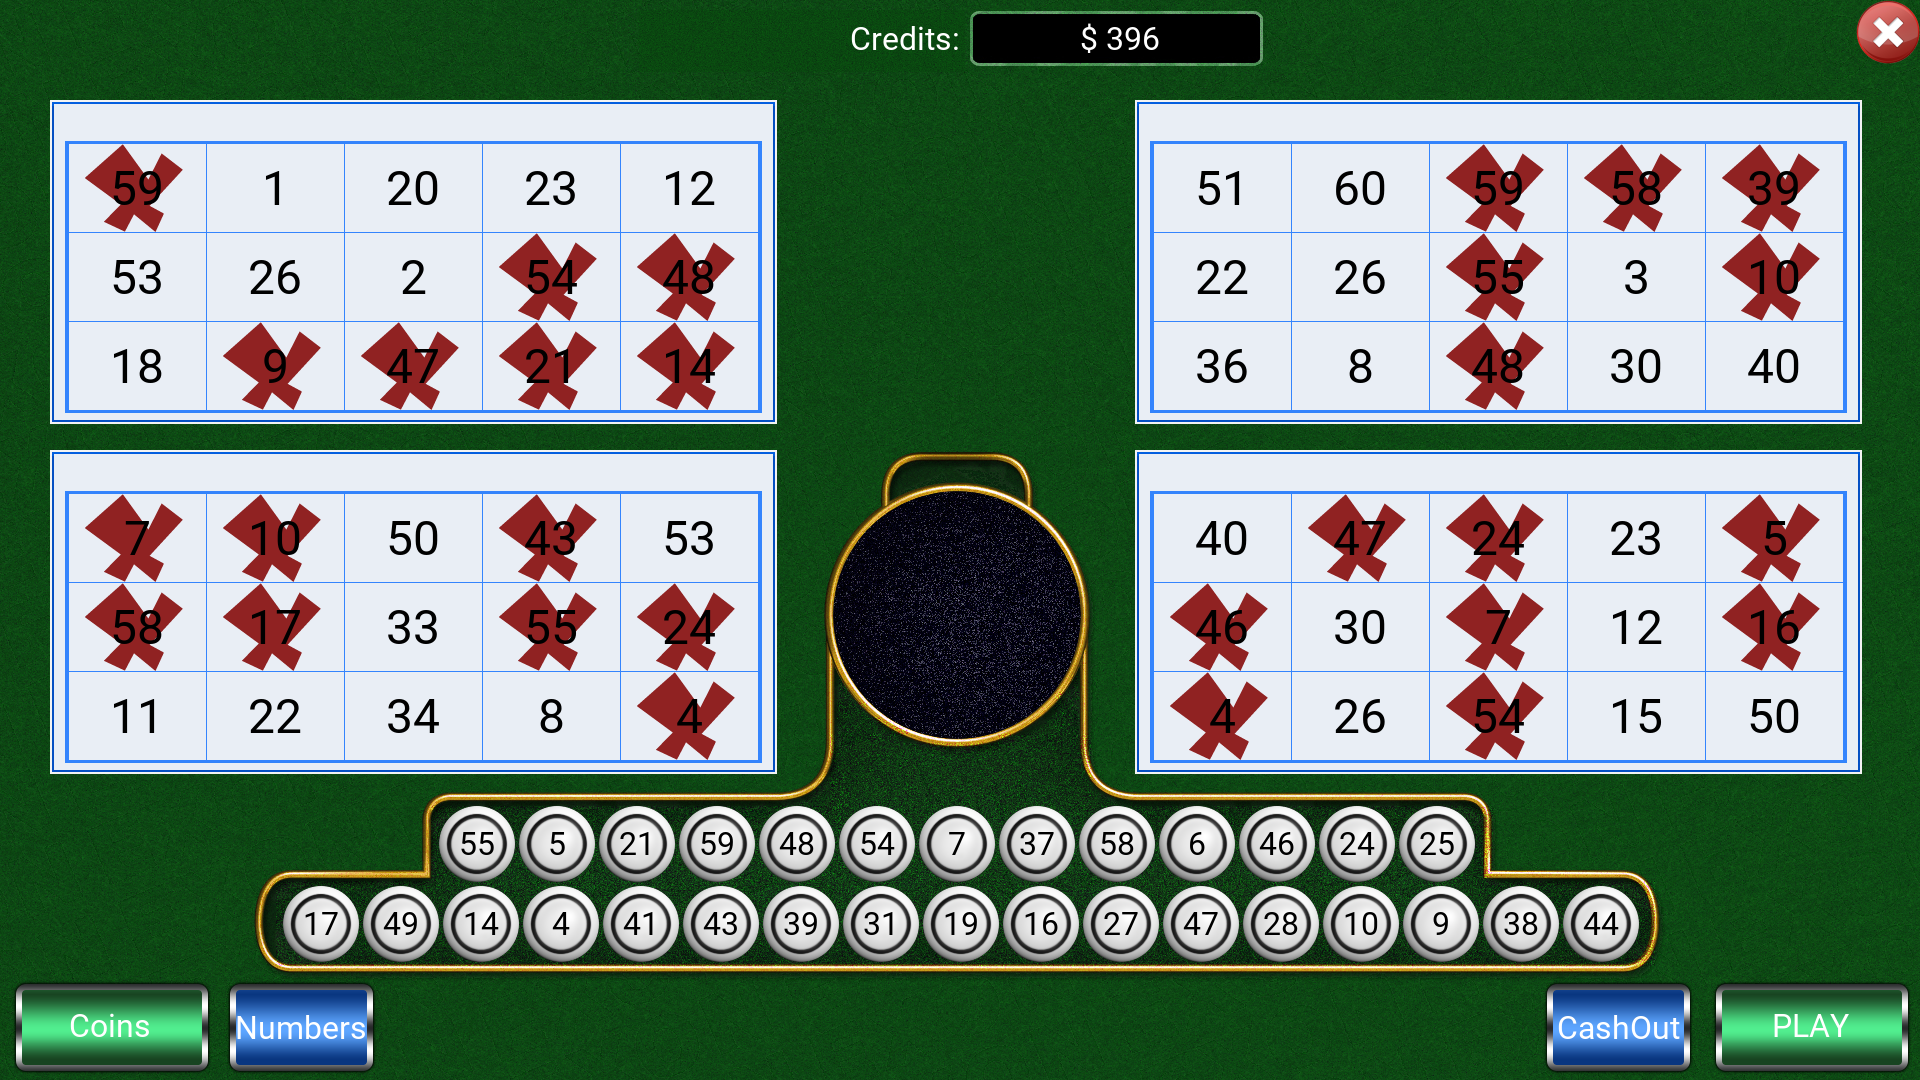 Credits: $ 396
59 1 20 23 12
53 26 2 54 48
18 9 47 21 14
51 60 59 58 39
22 26 55 3 10
36 8 48 30 40
7 10 50 43 53
58 17 33 55 24
11 22 34 8 4
40 47 24 23 5
46 30 7 12 16
4 26 54 15 50
55 5 21 59 48 54 7 37 58 6 46 24 25
17 49 14 4 41 43 39 31 19 16 27 47 28 10 9 38 44
Coins Numbers CashOut PLAY